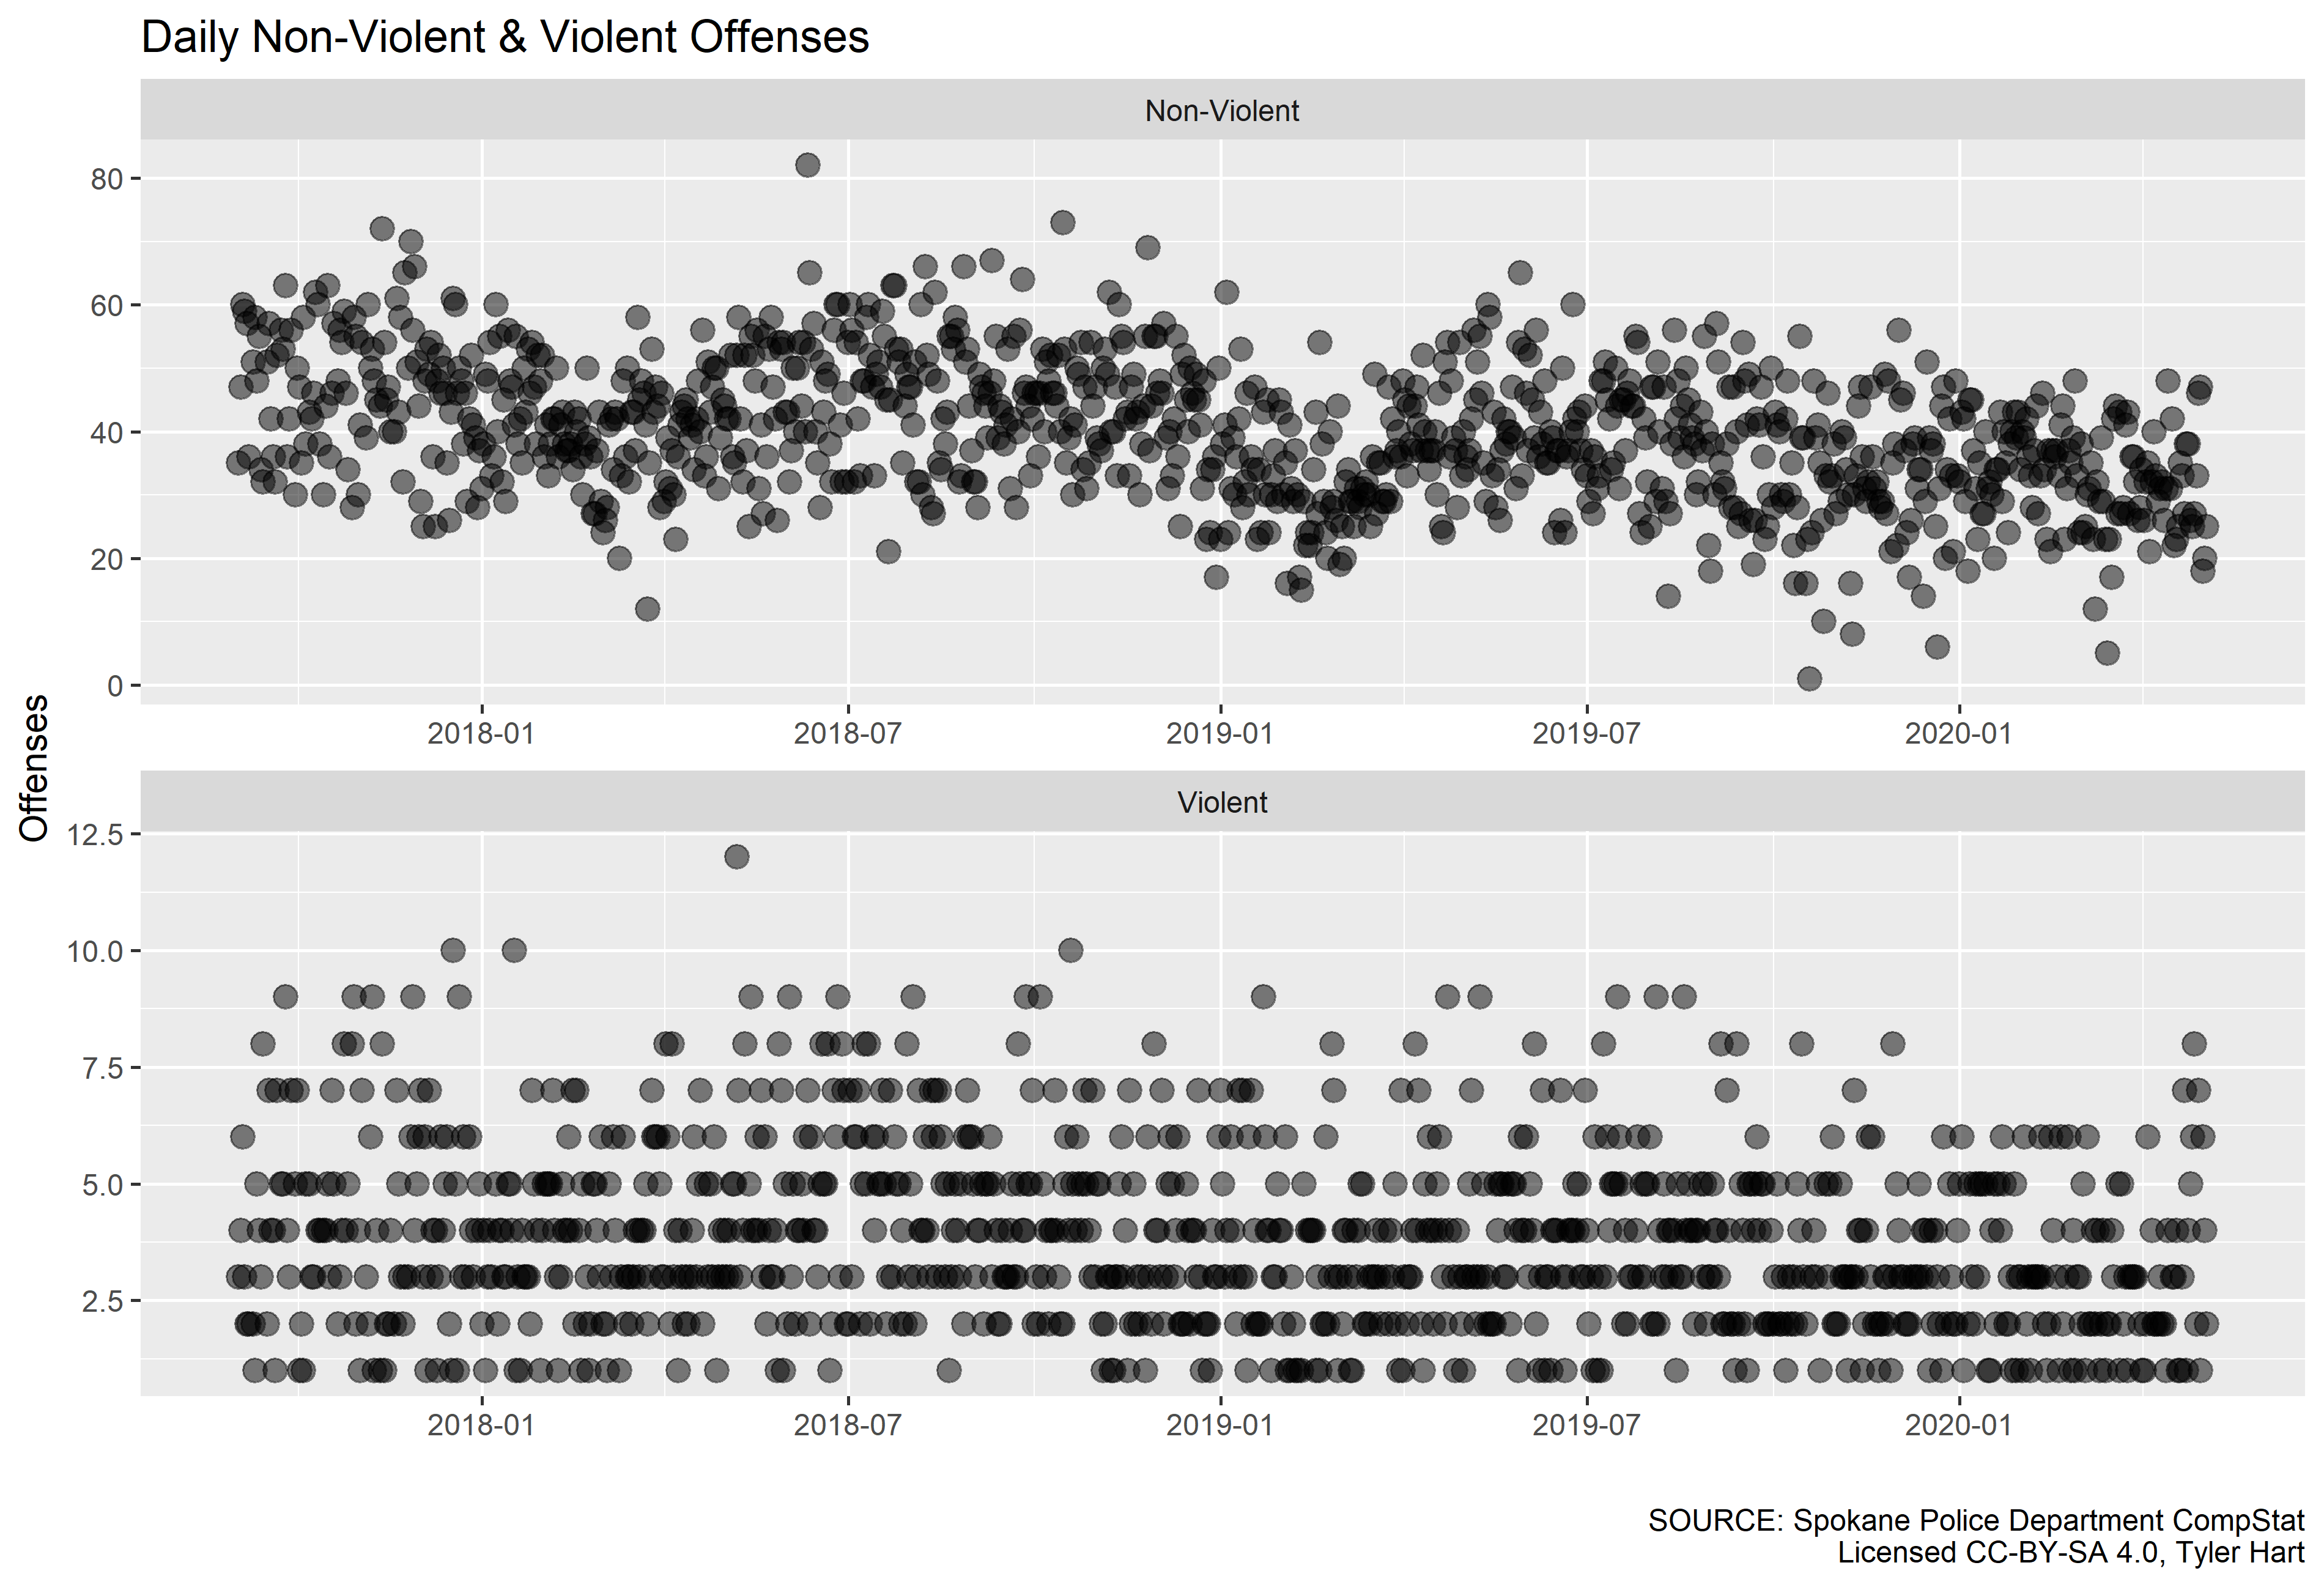 Daily Non-Violent & Violent Offenses
Non-Violent
80
60
40
20
0
2018-01 2018-07 2019-01 2019-07 2020-01
Offenses
Violent
12.5
10.0
7.5
5.0
2.5
2018-01 2018-07 2019-01 2019-07 2020-01
SOURCE: Spokane Police Department CompStat
Licensed CC-BY-SA 4.0, Tyler Hart